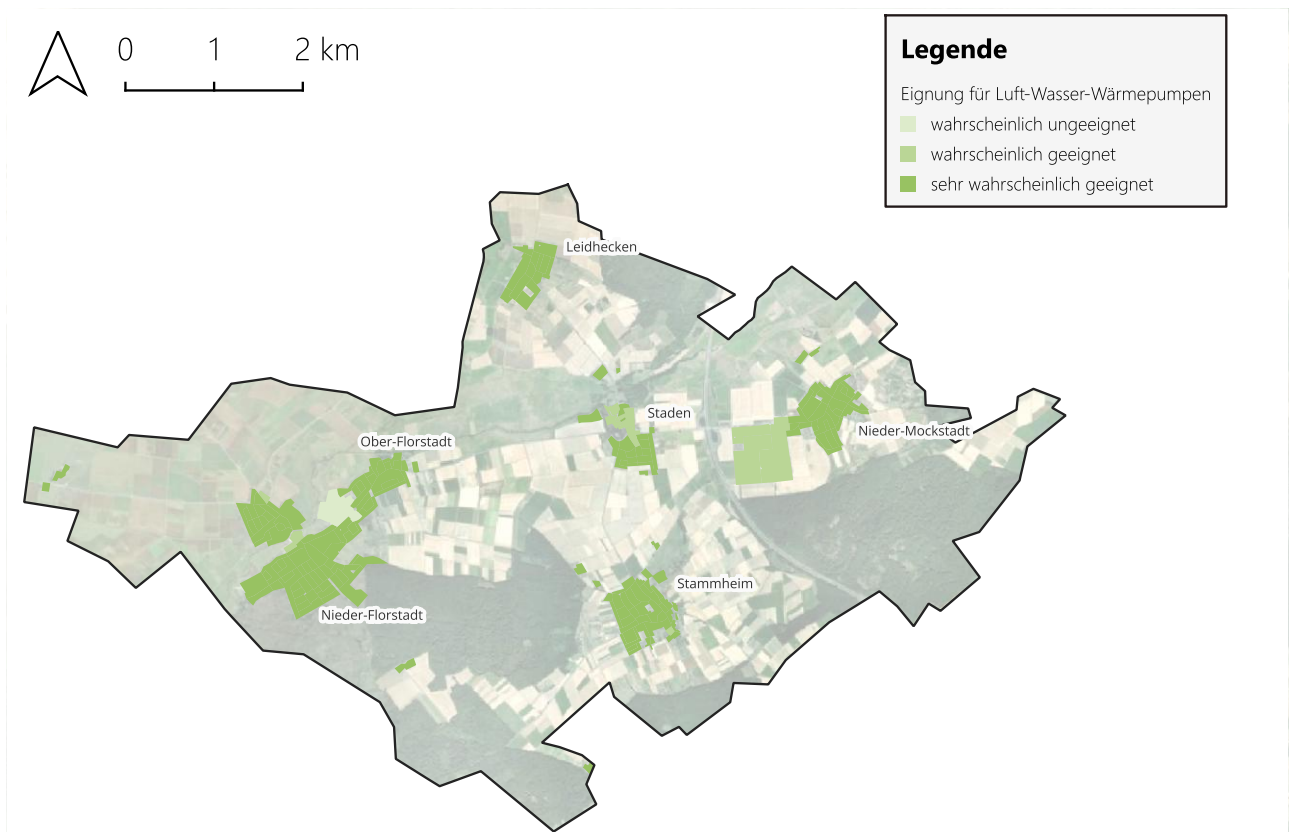 0 1 2 km
Legende
Eignung für Luft-Wasser-Wärmepumpen
wahrscheinlich ungeeignet
wahrscheinlich geeignet
sehr wahrscheinlich geeignet
Leidhecken
Staden
Nieder-Mockstadt
Ober-Florstadt
Stammheim
Nieder-Florstadt